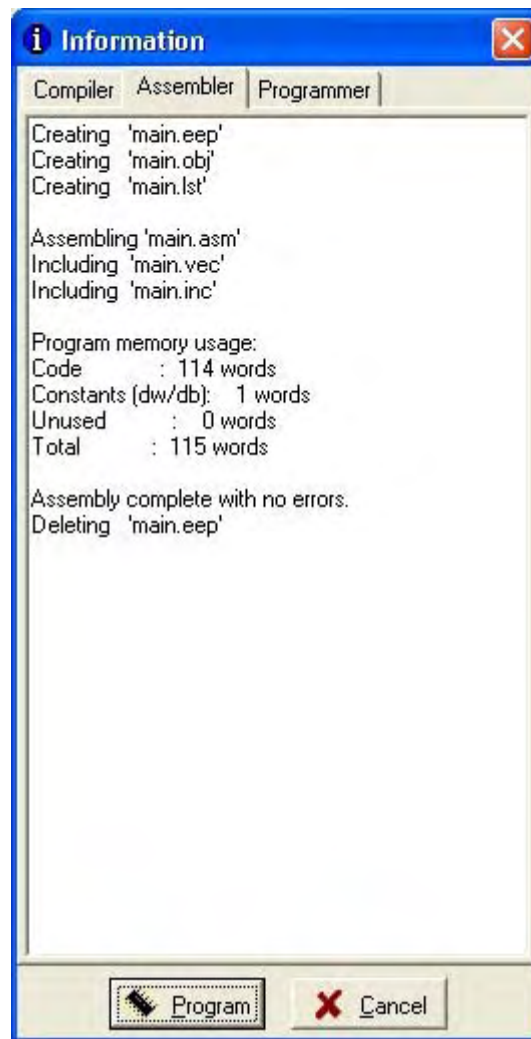 Information
Compiler Assembler Programmer
Creating 'main.eep'
Creating 'main.obj'
Creating 'main.lst'
Assembling 'main.asm'
Including 'main.vec'
Including 'main.inc'
Program memory usage:
Code : 114 words
Constants (dw/db): 1 words
Unused : 0 words
Total : 115 words
Assembly complete with no errors.
Deleting 'main.eep'
Program Cancel